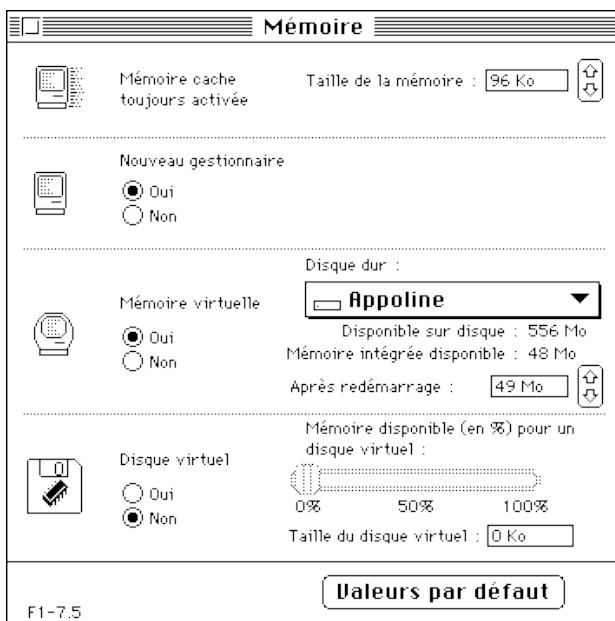 Mémoire
Mémoire cache
toujours activée
Taille de la mémoire : 96 Ko
Nouveau gestionnaire
Oui
Non
Mémoire virtuelle
Oui
Non
Disque dur :
Appoline
Disponible sur disque : 556 Mo
Mémoire intégrée disponible : 48 Mo
Après redémarrage : 49 Mo
Disque virtuel
Oui
Non
Mémoire disponible (en %) pour un
disque virtuel :
0% 50% 100%
Taille du disque virtuel : 0 Ko
Valeurs par défaut
F1-7.5